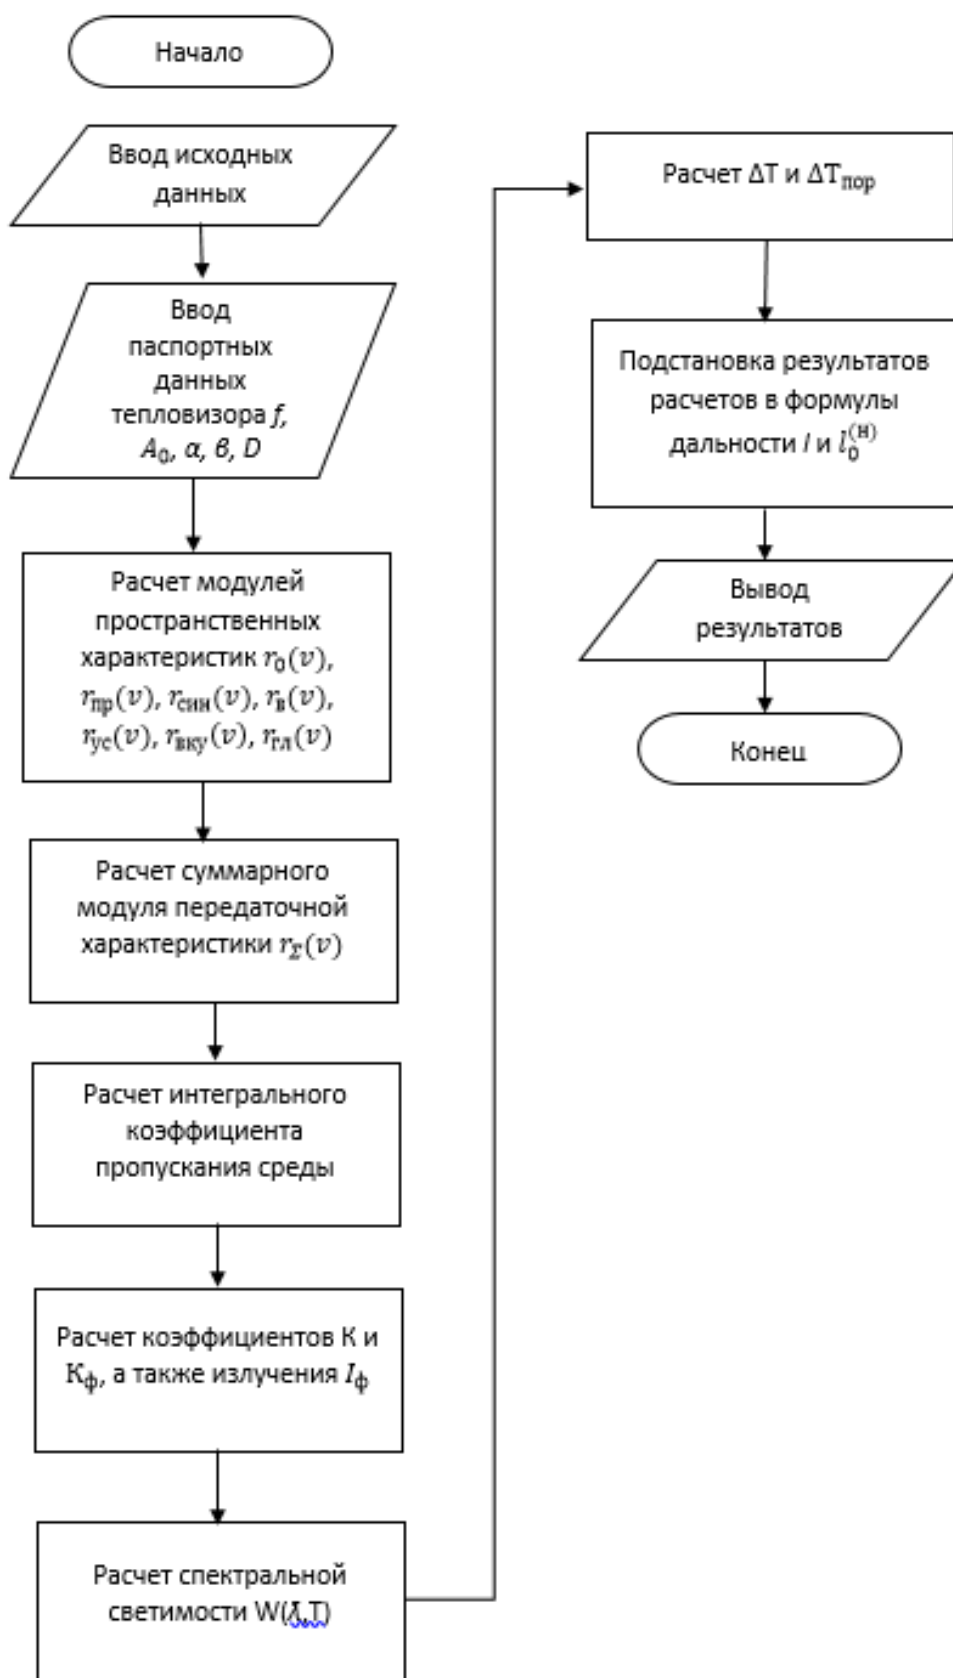 Начало
Ввод исходных
данных
Ввод
паспортных
данных
тепловизора f,
A₀, α, β, D
Расчет модулей
пространственных
характеристик r₀(v),
rпр(v), rсин(v), rв(v),
rус(v), rвку(v), rгл(v)
Расчет суммарного
модуля передаточной
характеристики r_Σ(v)
Расчет интегрального
коэффициента
пропускания среды
Расчет коэффициентов К и
Кф, а также излучения Iф
Расчет спектральной
светимости W(λ,T)
Расчет ΔT и ΔTпор
Подстановка результатов
расчетов в формулы
дальности l и l₀⁽ᴴ⁾
Вывод
результатов
Конец